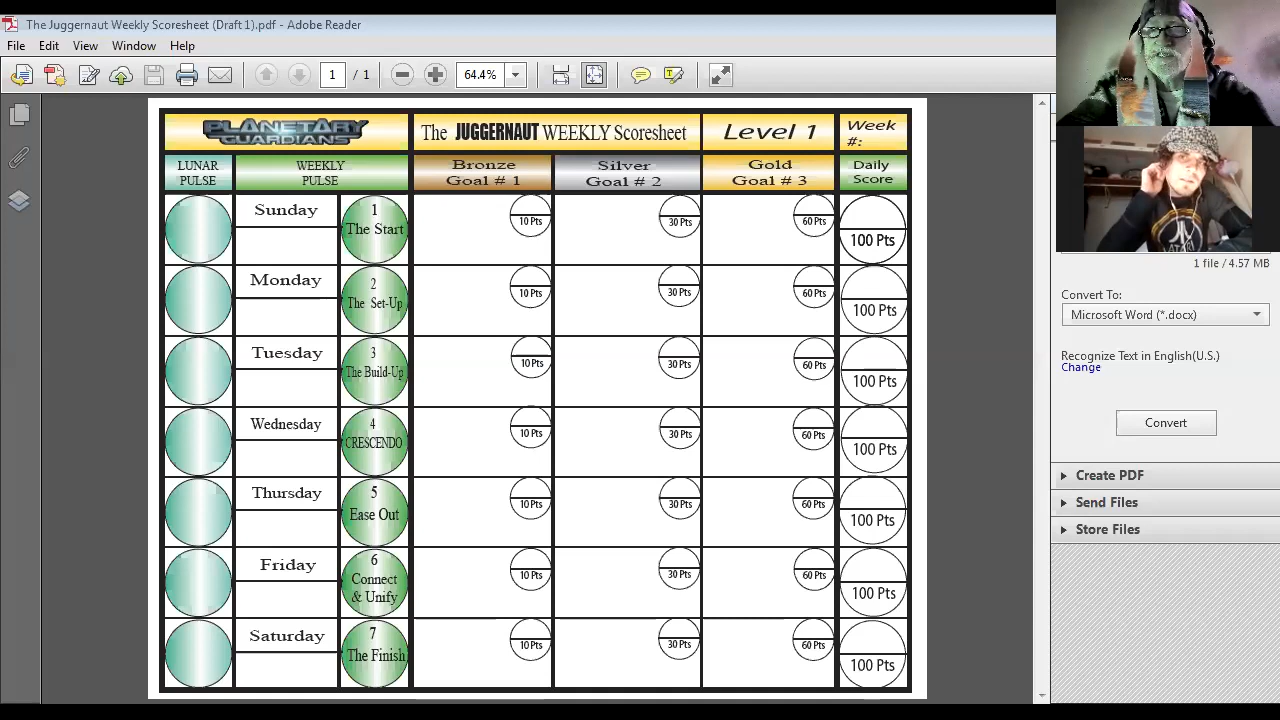 The Juggernaut Weekly Scoresheet (Draft 1).pdf - Adobe Reader
File Edit View Window Help
1 / 1 64.4%
PLANETARY
GUARDIANS
The JUGGERNAUT WEEKLY Scoresheet
Level 1
Week
#:
LUNAR
PULSE
WEEKLY
PULSE
Bronze
Goal # 1
Silver
Goal # 2
Gold
Goal # 3
Daily
Score
Sunday
1
The Start
10 Pts
30 Pts
60 Pts
100 Pts
Monday
2
The Set-Up
10 Pts
30 Pts
60 Pts
100 Pts
Tuesday
3
The Build-Up
10 Pts
30 Pts
60 Pts
100 Pts
Wednesday
4
CRESCENDO
10 Pts
30 Pts
60 Pts
100 Pts
Thursday
5
Ease Out
10 Pts
30 Pts
60 Pts
100 Pts
Friday
6
Connect
& Unify
10 Pts
30 Pts
60 Pts
100 Pts
Saturday
7
The Finish
10 Pts
30 Pts
60 Pts
100 Pts
ATARI
1 file / 4.57 MB
Convert To:
Microsoft Word (*.docx)
Recognize Text in English(U.S.)
Change
Convert
Create PDF
Send Files
Store Files